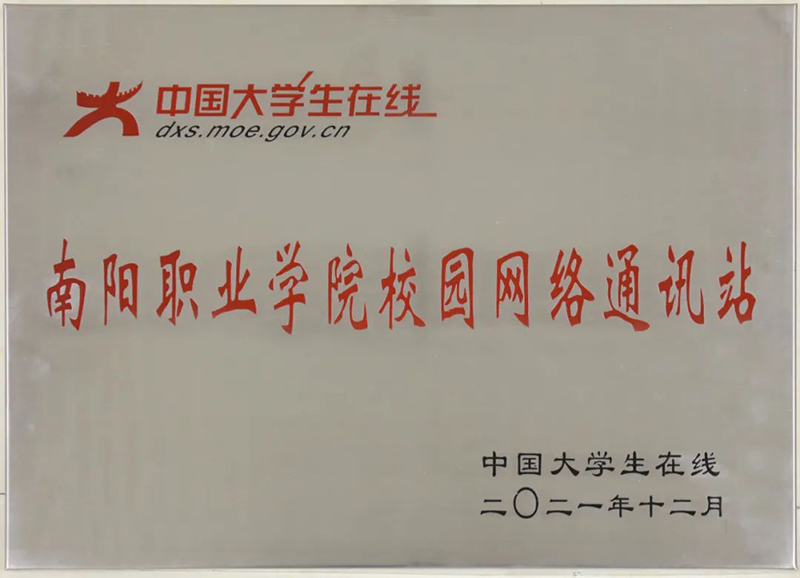 中国大学生在线
dxs.moe.gov.cn
南阳职业学院校园网络通讯站
中国大学生在线
二〇二一年十二月